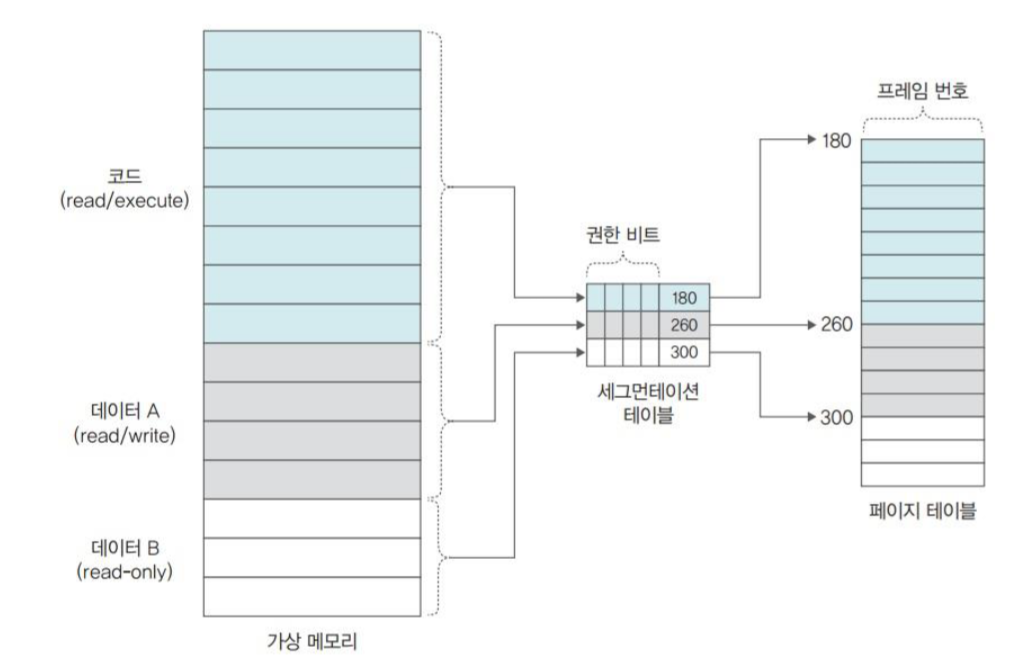 코드
(read/execute)
데이터 A
(read/write)
데이터 B
(read-only)
가상 메모리
권한 비트
180
260
300
세그먼테이션
테이블
프레임 번호
180
260
300
페이지 테이블